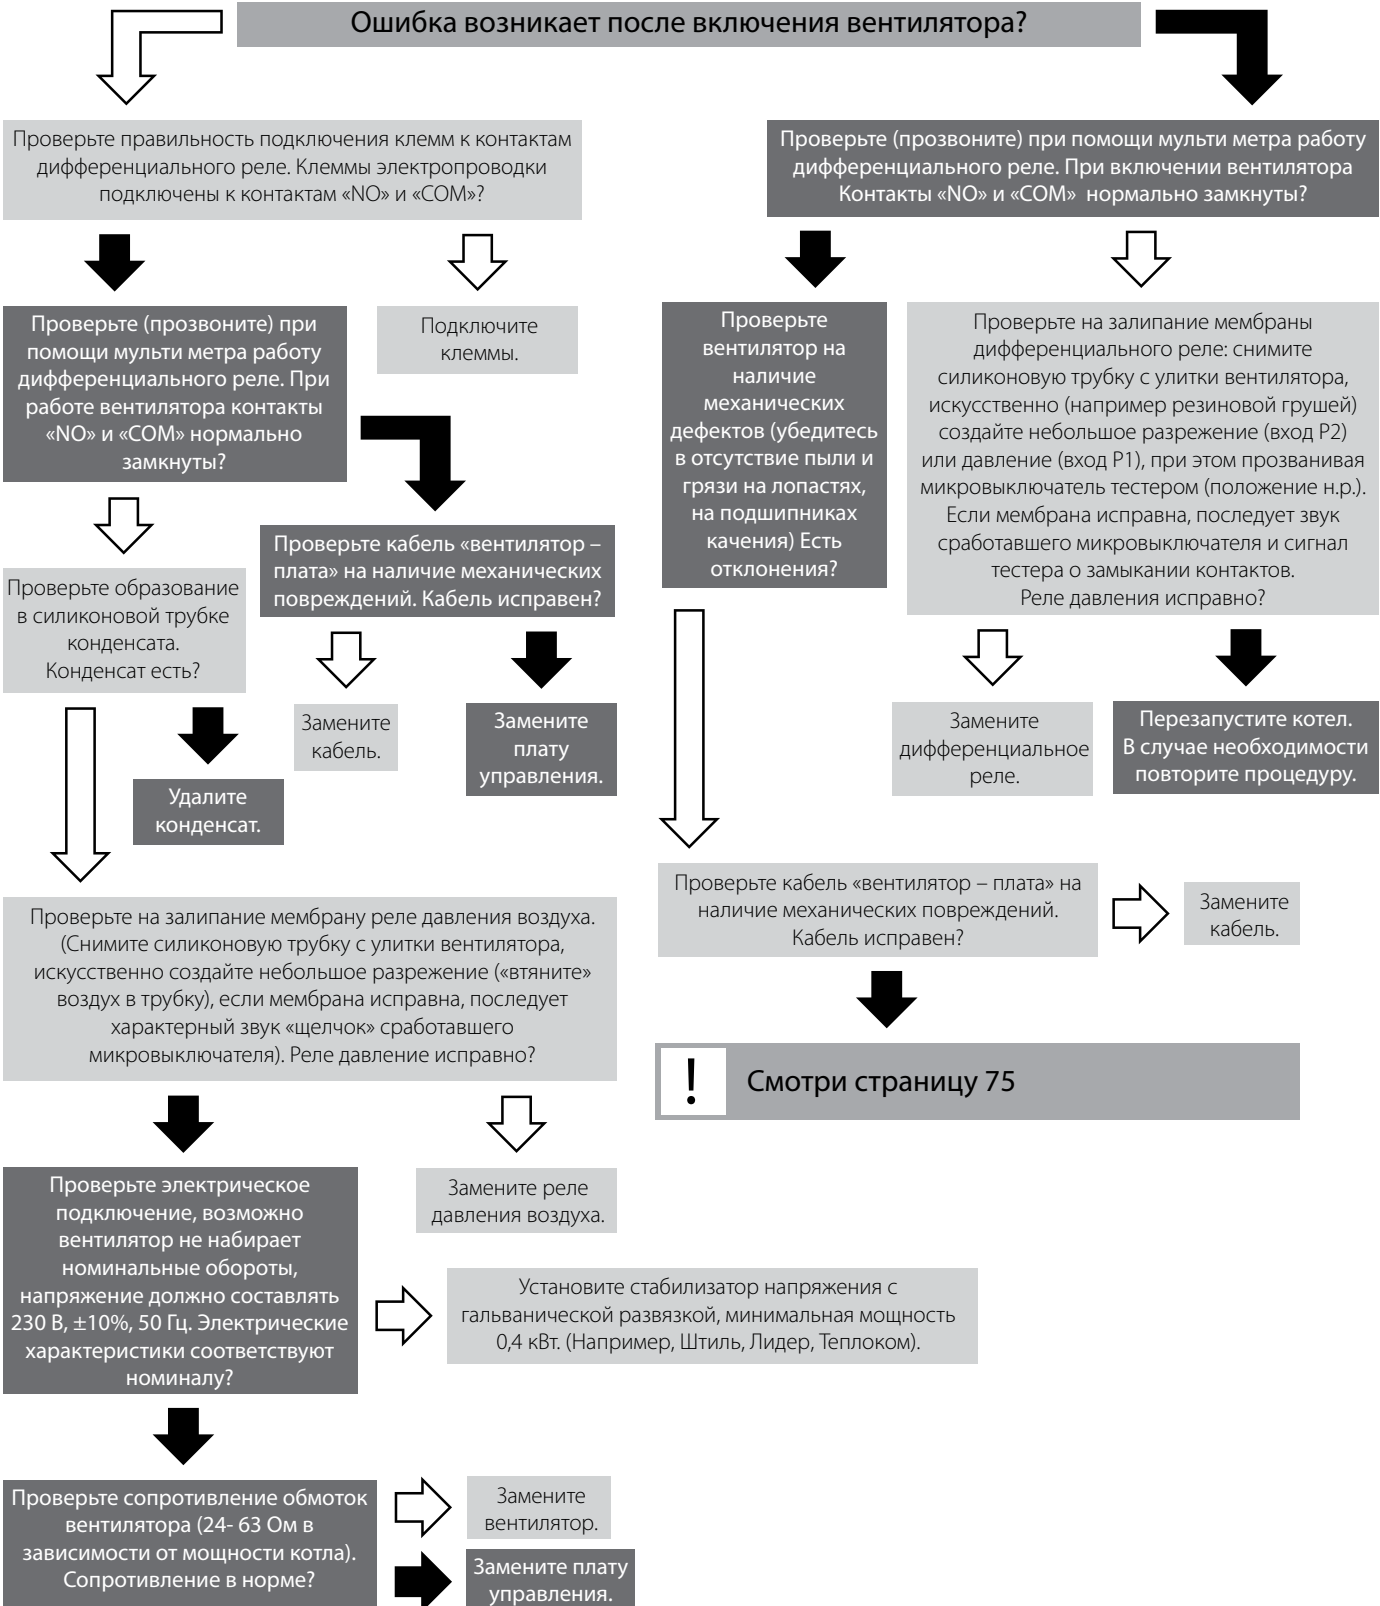 Ошибка возникает после включения вентилятора?
Проверьте правильность подключения клемм к контактам
дифференциального реле. Клеммы электропроводки
подключены к контактам «NO» и «COM»?
Проверьте (прозвоните) при помощи мульти метра работу
дифференциального реле. При включении вентилятора
Контакты «NO» и «COM» нормально замкнуты?
Проверьте (прозвоните) при
помощи мульти метра работу
дифференциального реле. При
работе вентилятора контакты
«NO» и «COM» нормально
замкнуты?
Подключите
клеммы.
Проверьте
вентилятор на
наличие
механических
дефектов (убедитесь
в отсутствие пыли и
грязи на лопастях,
на подшипниках
качения) Есть
отклонения?
Проверьте на залипание мембраны
дифференциального реле: снимите
силиконовую трубку с улитки вентилятора,
искусственно (например резиновой грушей)
создайте небольшое разрежение (вход P2)
или давление (вход P1), при этом прозванивая
микровыключатель тестером (положение н.р.).
Если мембрана исправна, последует звук
сработавшего микровыключателя и сигнал
тестера о замыкании контактов.
Реле давления исправно?
Проверьте кабель «вентилятор –
плата» на наличие механических
повреждений. Кабель исправен?
Проверьте образование
в силиконовой трубке
конденсата.
Конденсат есть?
Замените
кабель.
Замените
плату
управления.
Замените
дифференциальное
реле.
Перезапустите котел.
В случае необходимости
повторите процедуру.
Удалите
конденсат.
Проверьте кабель «вентилятор – плата» на
наличие механических повреждений.
Кабель исправен?
Замените
кабель.
Проверьте на залипание мембрану реле давления воздуха.
(Снимите силиконовую трубку с улитки вентилятора,
искусственно создайте небольшое разрежение («втяните»
воздух в трубку), если мембрана исправна, последует
характерный звук «щелчок» сработавшего
микровыключателя). Реле давление исправно?
! Смотри страницу 75
Проверьте электрическое
подключение, возможно
вентилятор не набирает
номинальные обороты,
напряжение должно составлять
230 В, ±10%, 50 Гц. Электрические
характеристики соответствуют
номиналу?
Замените реле
давления воздуха.
Установите стабилизатор напряжения с
гальванической развязкой, минимальная мощность
0,4 кВт. (Например, Штиль, Лидер, Теплоком).
Проверьте сопротивление обмоток
вентилятора (24- 63 Ом в
зависимости от мощности котла).
Сопротивление в норме?
Замените
вентилятор.
Замените плату
управления.